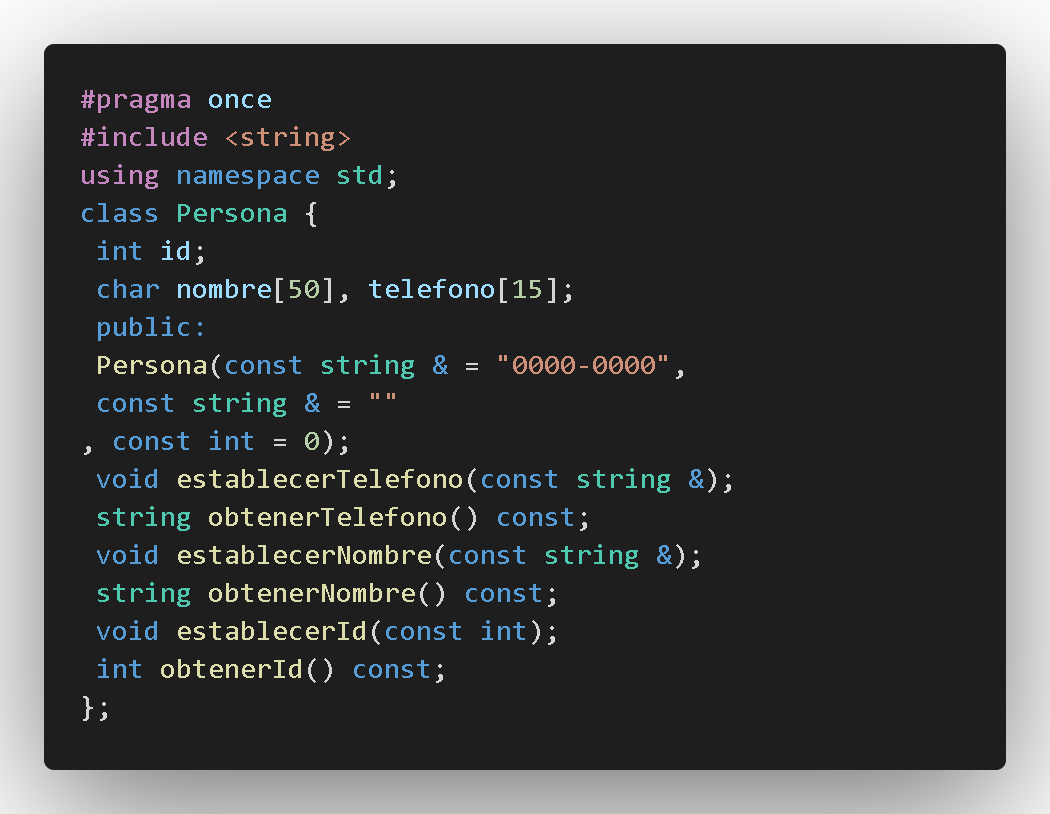 #pragma once
#include <string>
using namespace std;
class Persona {
 int id;
 char nombre[50], telefono[15];
 public:
 Persona(const string & = "0000-0000",
 const string & = ""
, const int = 0);
 void establecerTelefono(const string &);
 string obtenerTelefono() const;
 void establecerNombre(const string &);
 string obtenerNombre() const;
 void establecerId(const int);
 int obtenerId() const;
};